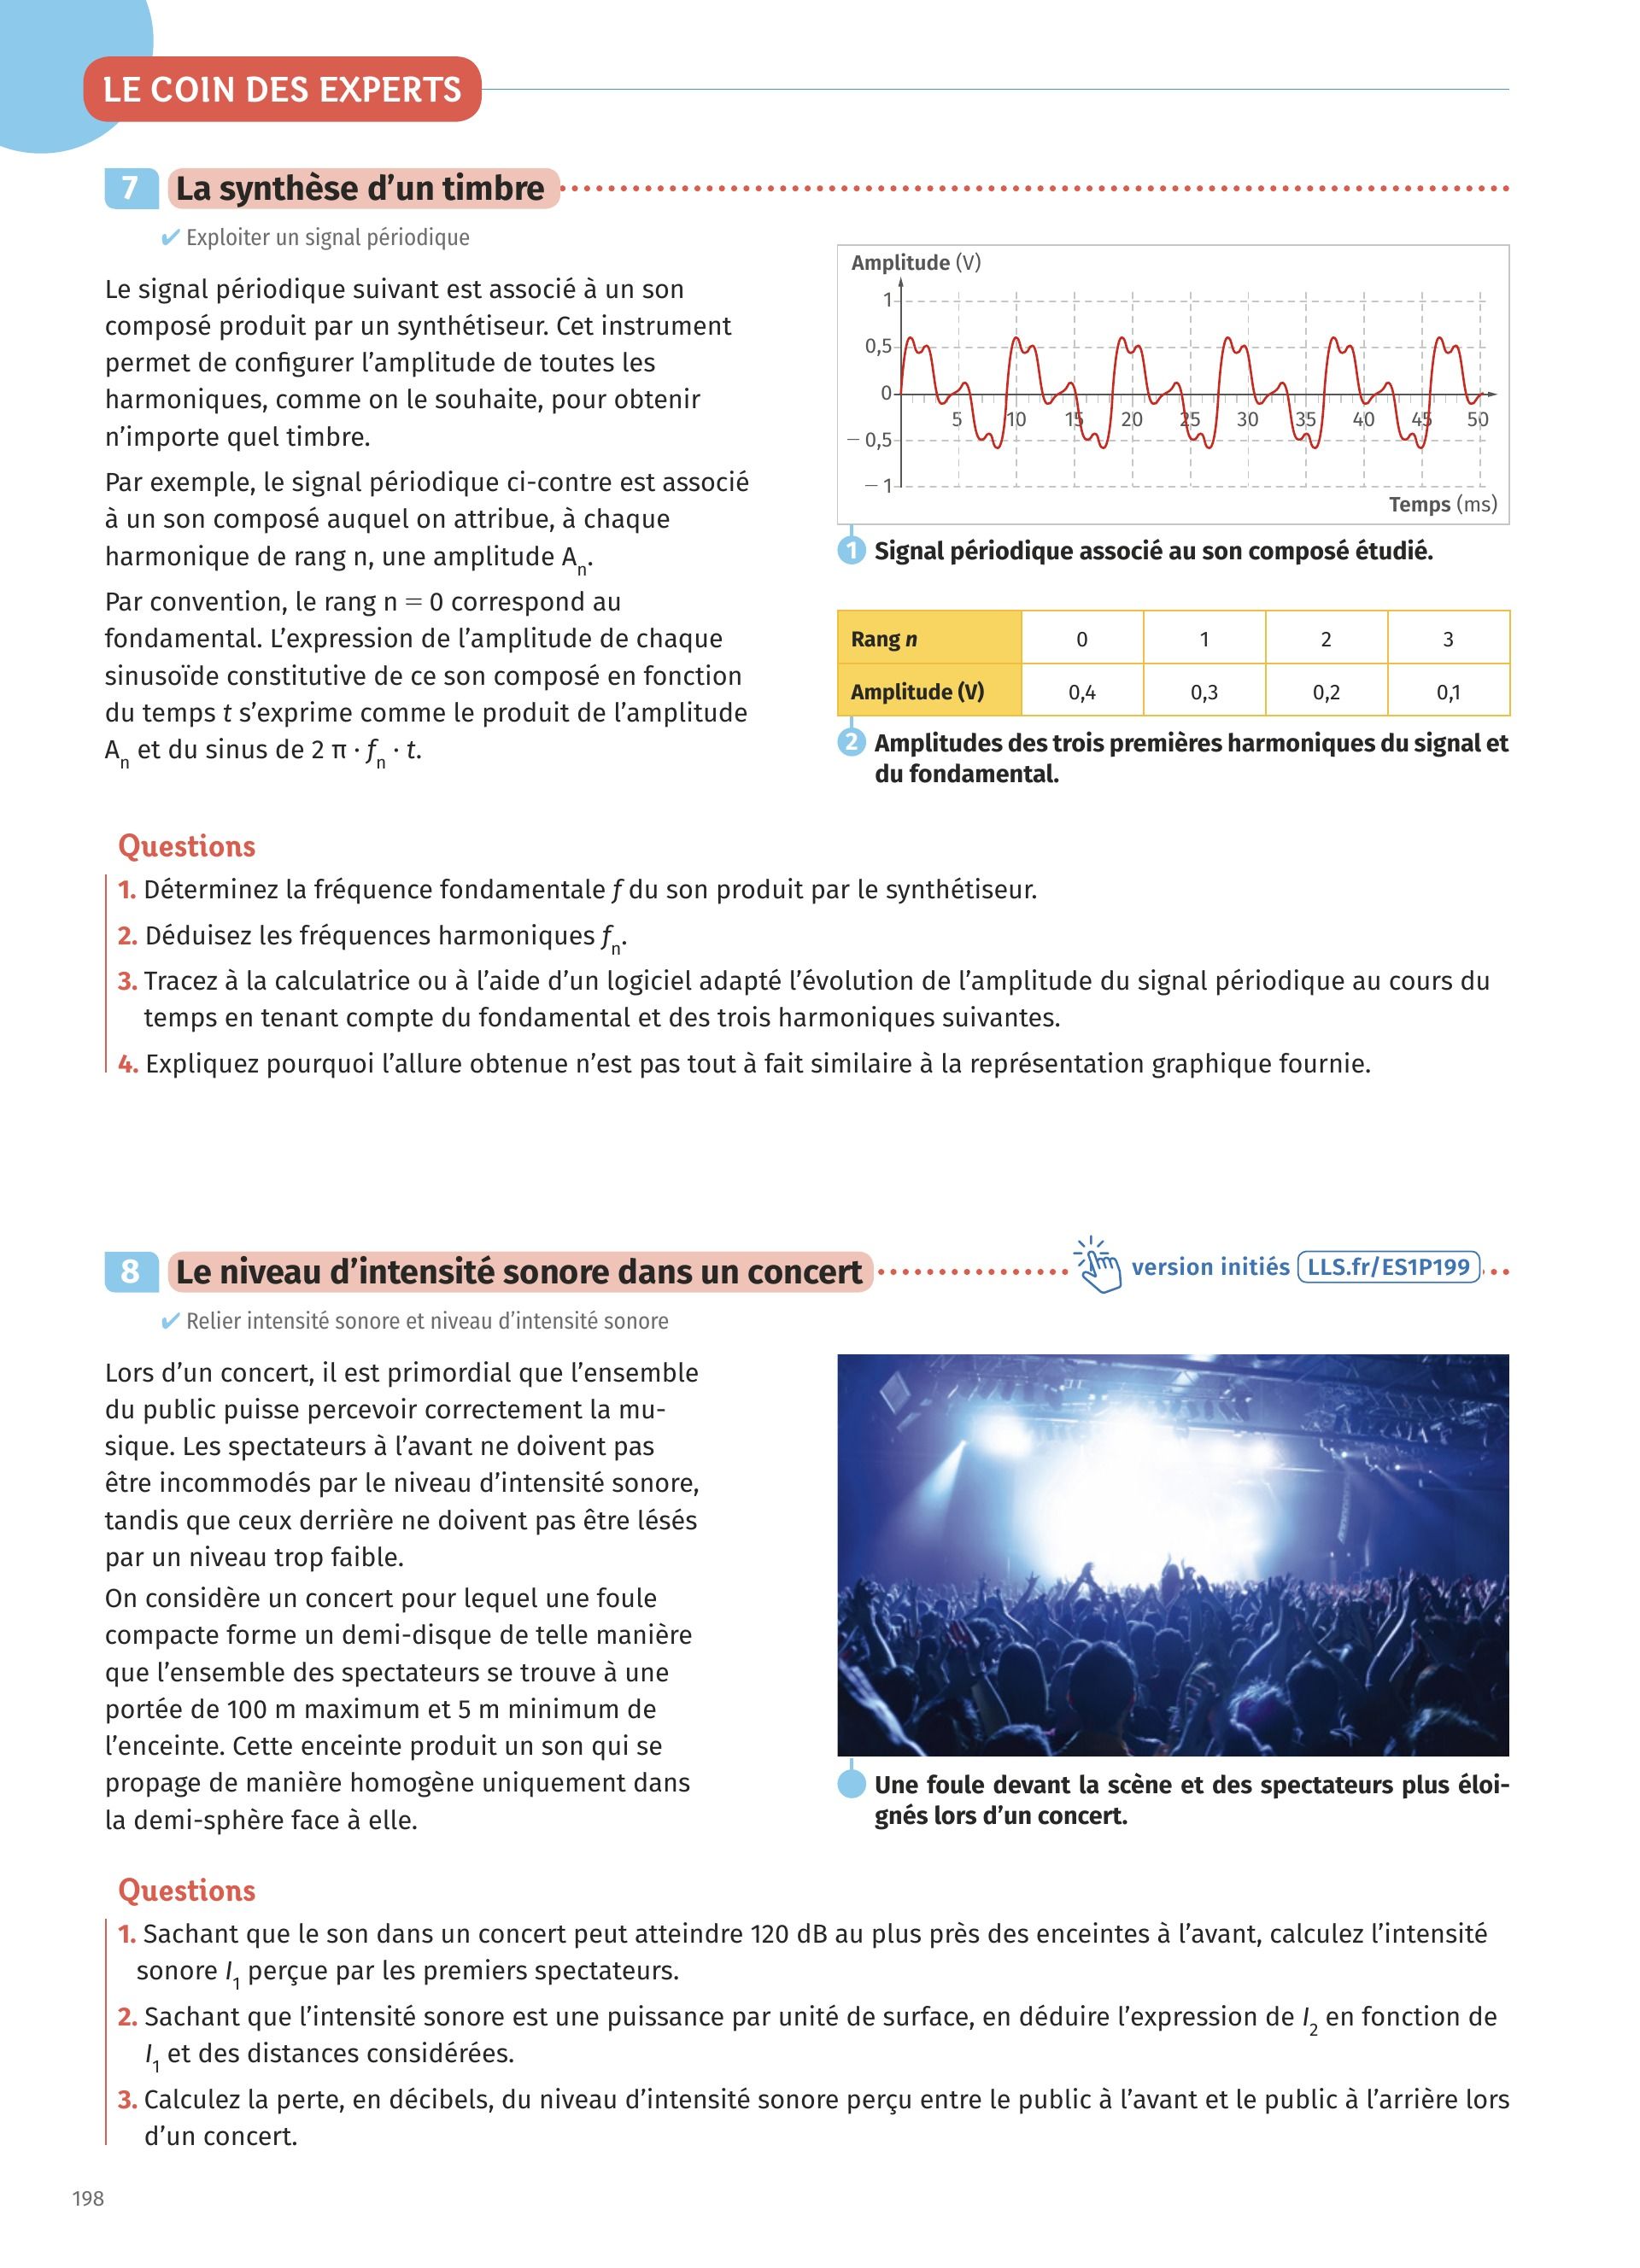 LE COIN DES EXPERTS
7 La synthèse d’un timbre
✔ Exploiter un signal périodique
Le signal périodique suivant est associé à un son
composé produit par un synthétiseur. Cet instrument
permet de configurer l’amplitude de toutes les
harmoniques, comme on le souhaite, pour obtenir
n’importe quel timbre.
Par exemple, le signal périodique ci-contre est associé
à un son composé auquel on attribue, à chaque
harmonique de rang n, une amplitude Aₙ.
Par convention, le rang n = 0 correspond au
fondamental. L’expression de l’amplitude de chaque
sinusoïde constitutive de ce son composé en fonction
du temps t s’exprime comme le produit de l’amplitude
Aₙ et du sinus de 2 π · fₙ · t.
Amplitude (V)
1
0,5
0
– 0,5
– 1
5 10 15 20 25 30 35 40 45 50
Temps (ms)
1 Signal périodique associé au son composé étudié.
Rang n 0 1 2 3
Amplitude (V) 0,4 0,3 0,2 0,1
2 Amplitudes des trois premières harmoniques du signal et
du fondamental.
Questions
1. Déterminez la fréquence fondamentale f du son produit par le synthétiseur.
2. Déduisez les fréquences harmoniques fₙ.
3. Tracez à la calculatrice ou à l’aide d’un logiciel adapté l’évolution de l’amplitude du signal périodique au cours du
temps en tenant compte du fondamental et des trois harmoniques suivantes.
4. Expliquez pourquoi l’allure obtenue n’est pas tout à fait similaire à la représentation graphique fournie.
8 Le niveau d’intensité sonore dans un concert
version initiés LLS.fr/ES1P199
✔ Relier intensité sonore et niveau d’intensité sonore
Lors d’un concert, il est primordial que l’ensemble
du public puisse percevoir correctement la mu-
sique. Les spectateurs à l’avant ne doivent pas
être incommodés par le niveau d’intensité sonore,
tandis que ceux derrière ne doivent pas être lésés
par un niveau trop faible.
On considère un concert pour lequel une foule
compacte forme un demi-disque de telle manière
que l’ensemble des spectateurs se trouve à une
portée de 100 m maximum et 5 m minimum de
l’enceinte. Cette enceinte produit un son qui se
propage de manière homogène uniquement dans
la demi-sphère face à elle.
Une foule devant la scène et des spectateurs plus éloi-
gnés lors d’un concert.
Questions
1. Sachant que le son dans un concert peut atteindre 120 dB au plus près des enceintes à l’avant, calculez l’intensité
sonore I₁ perçue par les premiers spectateurs.
2. Sachant que l’intensité sonore est une puissance par unité de surface, en déduire l’expression de I₂ en fonction de
I₁ et des distances considérées.
3. Calculez la perte, en décibels, du niveau d’intensité sonore perçu entre le public à l’avant et le public à l’arrière lors
d’un concert.
198